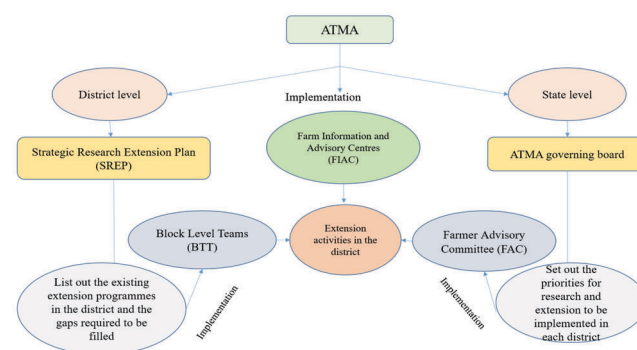 ATMA
District level
Implementation
State level
Strategic Research Extension Plan
(SREP)
Farm Information and
Advisory Centres
(FIAC)
ATMA governing board
Block Level Teams
(BTT)
Extension
activities in the
district
Farmer Advisory
Committee (FAC)
List out the existing
extension programmes
in the district and the
gaps required to be
filled
Implementation
Implementation
Set out the
priorities for
research and
extension to be
implemented in
each district